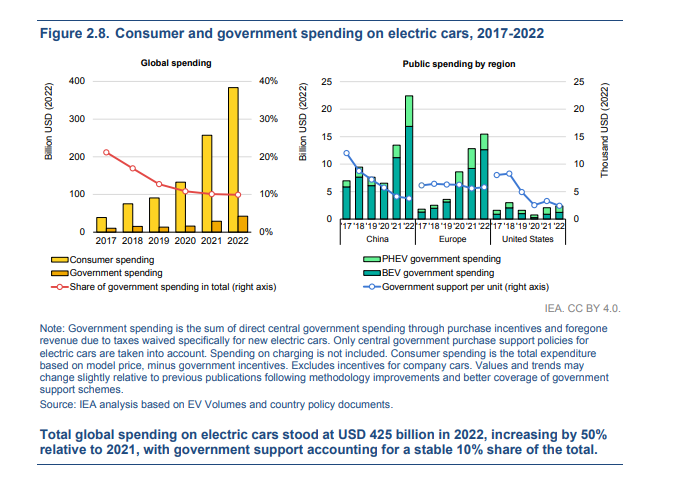 Figure 2.8. Consumer and government spending on electric cars, 2017-2022
Global spending
Billion USD (2022)
400
300
200
100
0
40%
30%
20%
10%
0%
2017 2018 2019 2020 2021 2022
Consumer spending
Government spending
Share of government spending in total (right axis)
Public spending by region
Billion USD (2022)
25
20
15
10
5
0
25
20
15
10
5
0
Thousand USD (2022)
'17 '18 '19 '20 '21 '22 '17 '18 '19 '20 '21 '22 '17 '18 '19 '20 '21 '22
China Europe United States
PHEV government spending
BEV government spending
Government support per unit (right axis)
IEA. CC BY 4.0.
Note: Government spending is the sum of direct central government spending through purchase incentives and foregone
revenue due to taxes waived specifically for new electric cars. Only central government purchase support policies for
electric cars are taken into account. Spending on charging is not included. Consumer spending is the total expenditure
based on model price, minus government incentives. Excludes incentives for company cars. Values and trends may
change slightly relative to previous publications following methodology improvements and better coverage of government
support schemes.
Source: IEA analysis based on EV Volumes and country policy documents.
Total global spending on electric cars stood at USD 425 billion in 2022, increasing by 50%
relative to 2021, with government support accounting for a stable 10% share of the total.